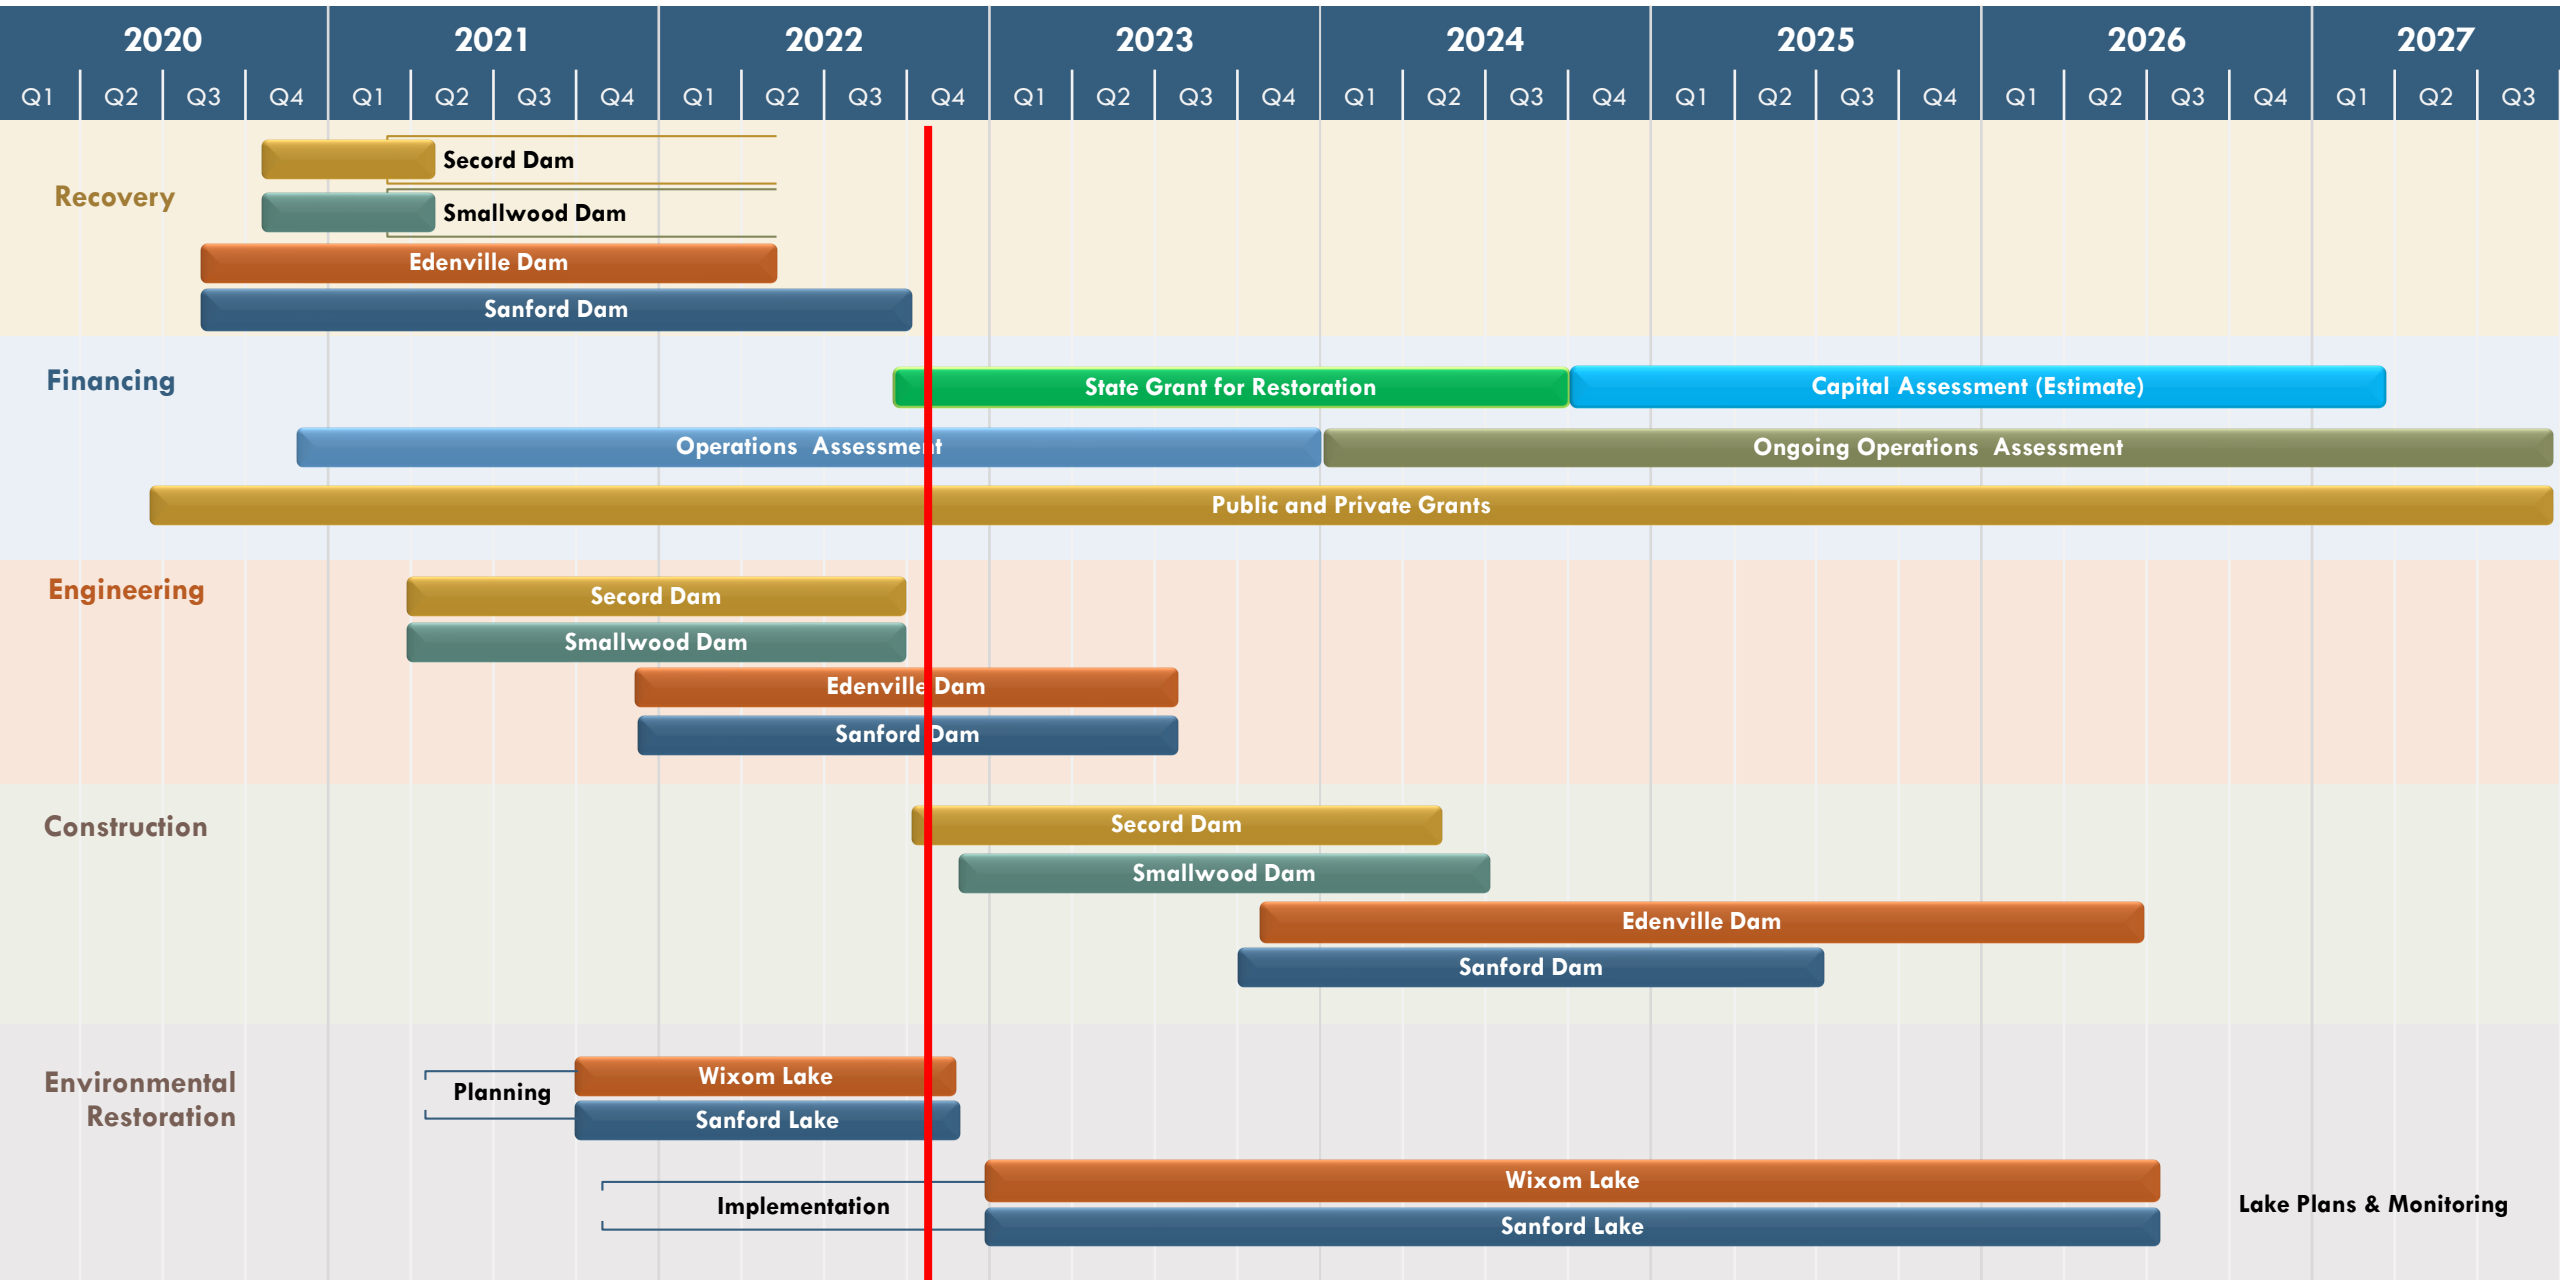 2020 2021 2022 2023 2024 2025 2026 2027
Q1 Q2 Q3 Q4 Q1 Q2 Q3 Q4 Q1 Q2 Q3 Q4 Q1 Q2 Q3 Q4 Q1 Q2 Q3 Q4 Q1 Q2 Q3 Q4 Q1 Q2 Q3 Q4 Q1 Q2 Q3
Recovery
Secord Dam
Smallwood Dam
Edenville Dam
Sanford Dam
Financing
State Grant for Restoration
Capital Assessment (Estimate)
Operations Assessment
Ongoing Operations Assessment
Public and Private Grants
Engineering
Secord Dam
Smallwood Dam
Edenville Dam
Sanford Dam
Construction
Secord Dam
Smallwood Dam
Edenville Dam
Sanford Dam
Environmental
Restoration
Planning
Wixom Lake
Sanford Lake
Implementation
Wixom Lake
Sanford Lake
Lake Plans & Monitoring